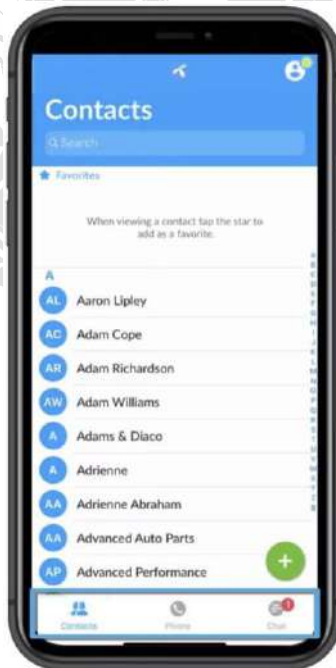 Contacts
Search
Favorites
When viewing a contact tap the star to
add as a favorite.
A
AL Aaron Lipley
AC Adam Cope
AR Adam Richardson
AW Adam Williams
A Adams & Diaco
A Adrienne
AA Adrienne Abraham
AA Advanced Auto Parts
AP Advanced Performance
Contacts Phone Chat
1